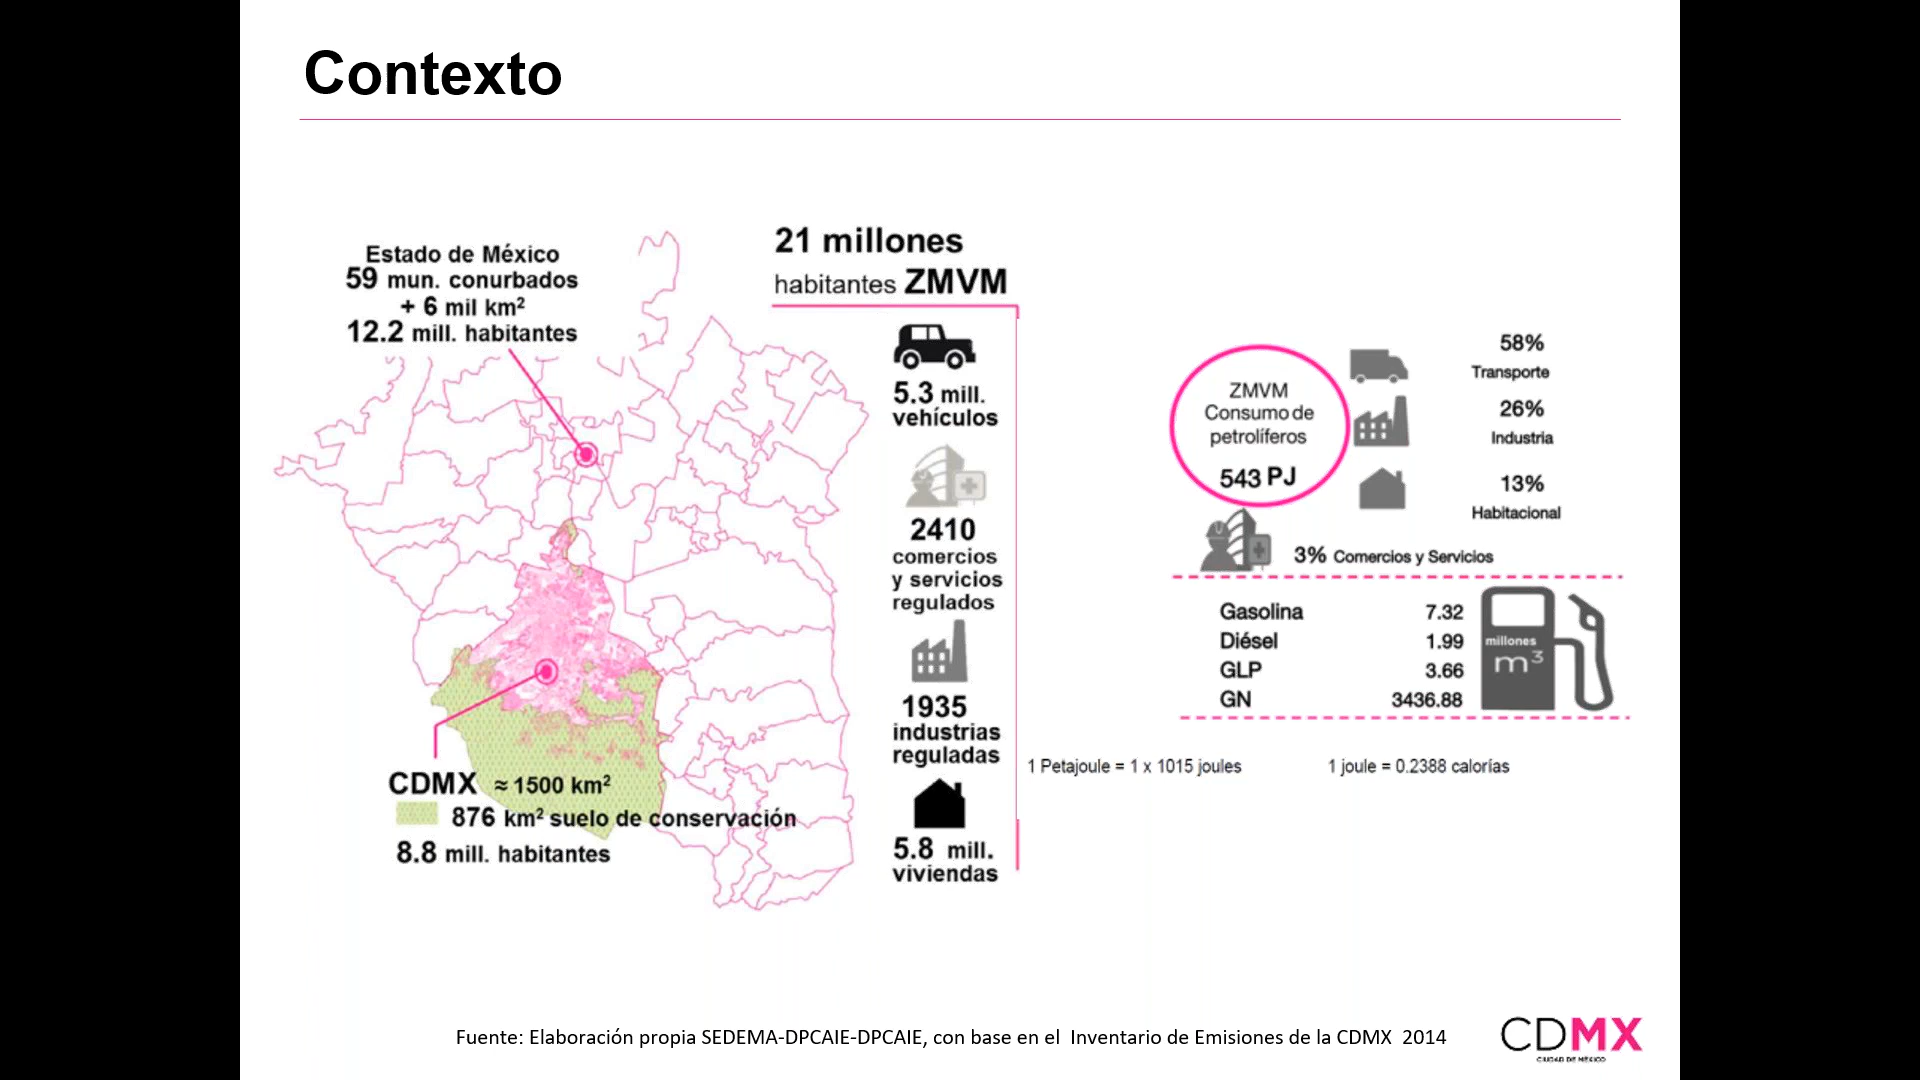 Contexto
Estado de México
59 mun. conurbados
+ 6 mil km²
12.2 mill. habitantes
21 millones
habitantes ZMVM
5.3 mill.
vehículos
2410
comercios
y servicios
regulados
1935
industrias
reguladas
5.8 mill.
viviendas
CDMX ≈ 1500 km²
876 km² suelo de conservación
8.8 mill. habitantes
ZMVM
Consumo de
petrolíferos
543 PJ
58%
Transporte
26%
Industria
13%
Habitacional
3% Comercios y Servicios
Gasolina 7.32
Diésel 1.99
GLP 3.66
GN 3436.88
millones
m³
1 Petajoule = 1 x 1015 joules 1 joule = 0.2388 calorías
Fuente: Elaboración propia SEDEMA-DPCAIE-DPCAIE, con base en el Inventario de Emisiones de la CDMX 2014
CDMX
CIUDAD DE MÉXICO